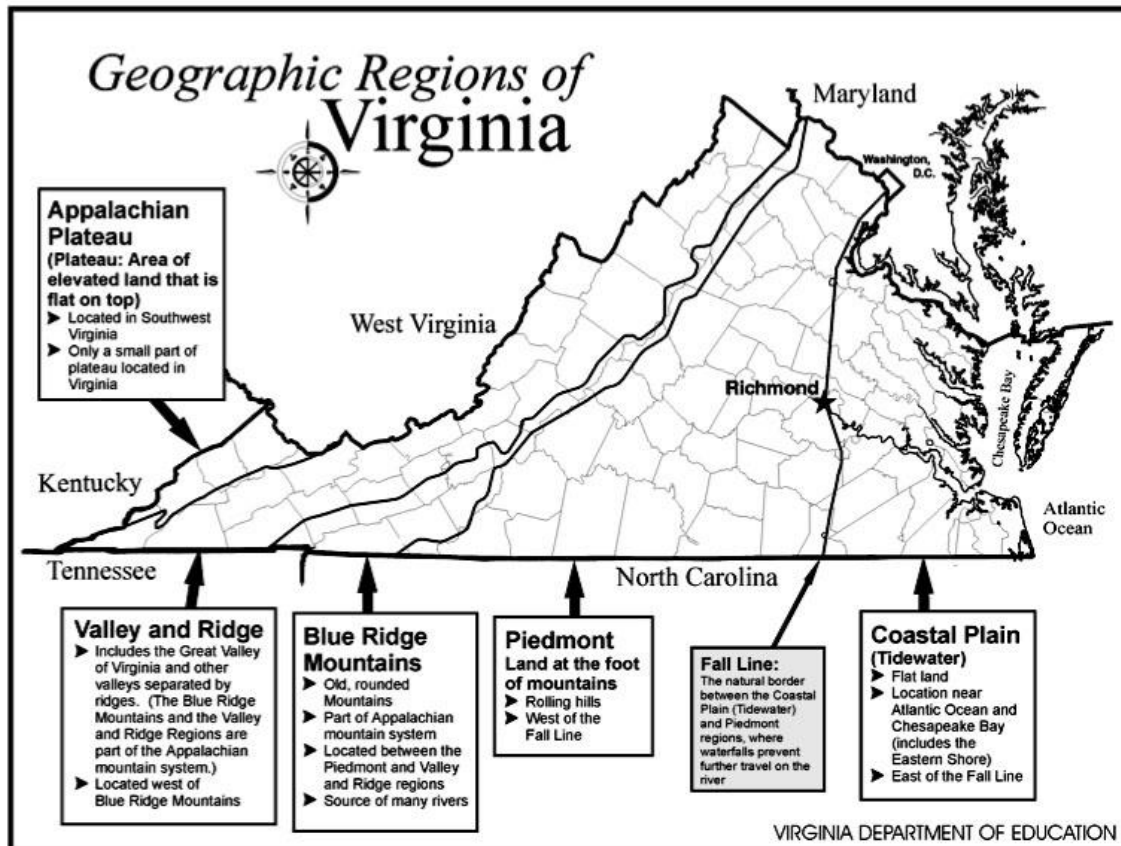 Geographic Regions of
Virginia
Maryland
Washington,
D.C.
Appalachian
Plateau
(Plateau: Area of
elevated land that is
flat on top)
➤ Located in Southwest
Virginia
➤ Only a small part of
plateau located in
Virginia
West Virginia
Richmond
Chesapeake Bay
Kentucky
Atlantic
Ocean
Tennessee
North Carolina
Valley and Ridge
➤ Includes the Great Valley
of Virginia and other
valleys separated by
ridges. (The Blue Ridge
Mountains and the Valley
and Ridge Regions are
part of the Appalachian
mountain system.)
➤ Located west of
Blue Ridge Mountains
Blue Ridge
Mountains
➤ Old, rounded
Mountains
➤ Part of Appalachian
mountain system
➤ Located between the
Piedmont and Valley
and Ridge regions
➤ Source of many rivers
Piedmont
Land at the foot
of mountains
➤ Rolling hills
➤ West of the
Fall Line
Fall Line:
The natural border
between the Coastal
Plain (Tidewater)
and Piedmont
regions, where
waterfalls prevent
further travel on the
river
Coastal Plain
(Tidewater)
➤ Flat land
➤ Location near
Atlantic Ocean and
Chesapeake Bay
(includes the
Eastern Shore)
➤ East of the Fall Line
VIRGINIA DEPARTMENT OF EDUCATION